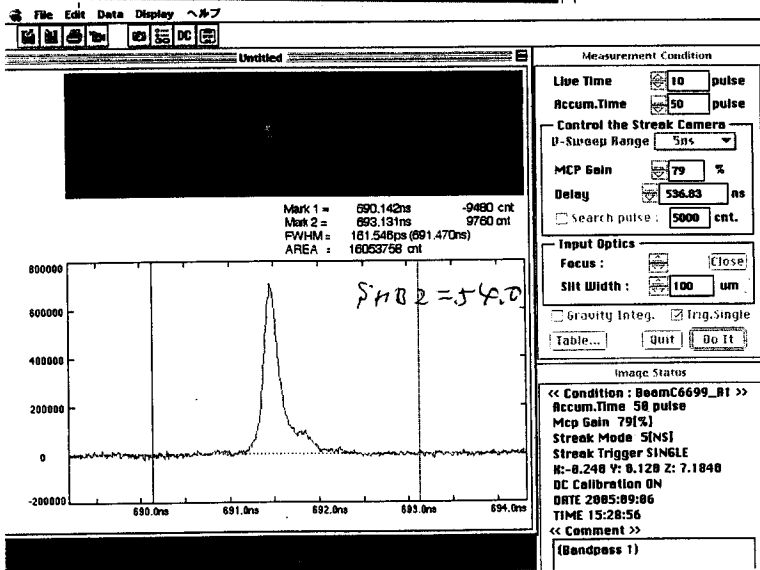 File Edit Data Display ヘルプ
DC
Untitled
Mark 1 = 690.142ns -9480 cnt
Mark 2 = 693.131ns 9760 cnt
FWHM = 161.546ps (691.470ns)
AREA = 16053758 cnt
SHB2=54.0
800000
600000
400000
200000
0
-200000
690.0ns 691.0ns 692.0ns 693.0ns 694.0ns
Measurement Condition
Live Time 10 pulse
Accum.Time 50 pulse
Control the Streak Camera
D-Sweep Range 5ns
MCP Gain 79 %
Delay 536.83 ns
Search pulse : 5000 cnt.
Input Optics
Focus : Close
Slit Width : 100 um
Gravity Integ. Trig.Single
Table... Quit Do It
Image Status
<< Condition : BeamC6699_A1 >>
Accum.Time 50 pulse
Mcp Gain 79[%]
Streak Mode 5[NS]
Streak Trigger SINGLE
X:-0.240 Y: 0.120 Z: 7.1840
DC Calibration ON
DATE 2005:09:06
TIME 15:28:56
<< Comment >>
(Bandpass 1)